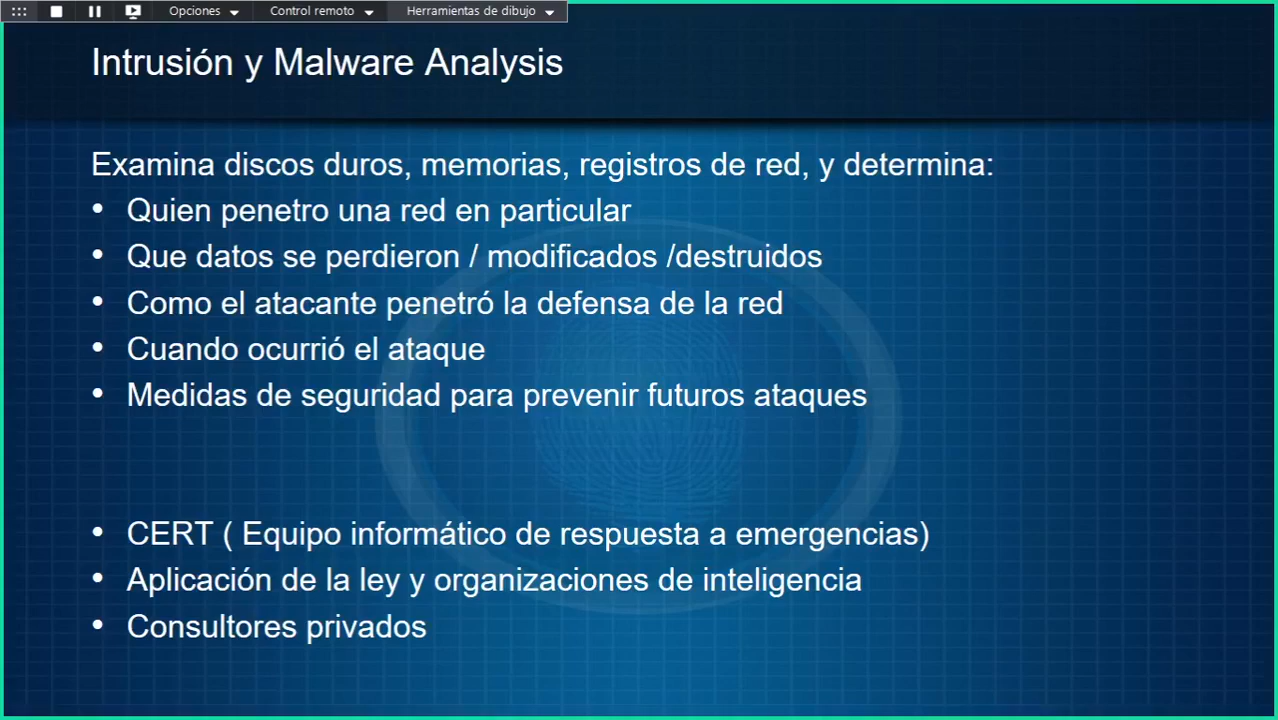 Opciones Control remoto Herramientas de dibujo
Intrusión y Malware Analysis
Examina discos duros, memorias, registros de red, y determina:
• Quien penetro una red en particular
• Que datos se perdieron / modificados /destruidos
• Como el atacante penetró la defensa de la red
• Cuando ocurrió el ataque
• Medidas de seguridad para prevenir futuros ataques
• CERT ( Equipo informático de respuesta a emergencias)
• Aplicación de la ley y organizaciones de inteligencia
• Consultores privados